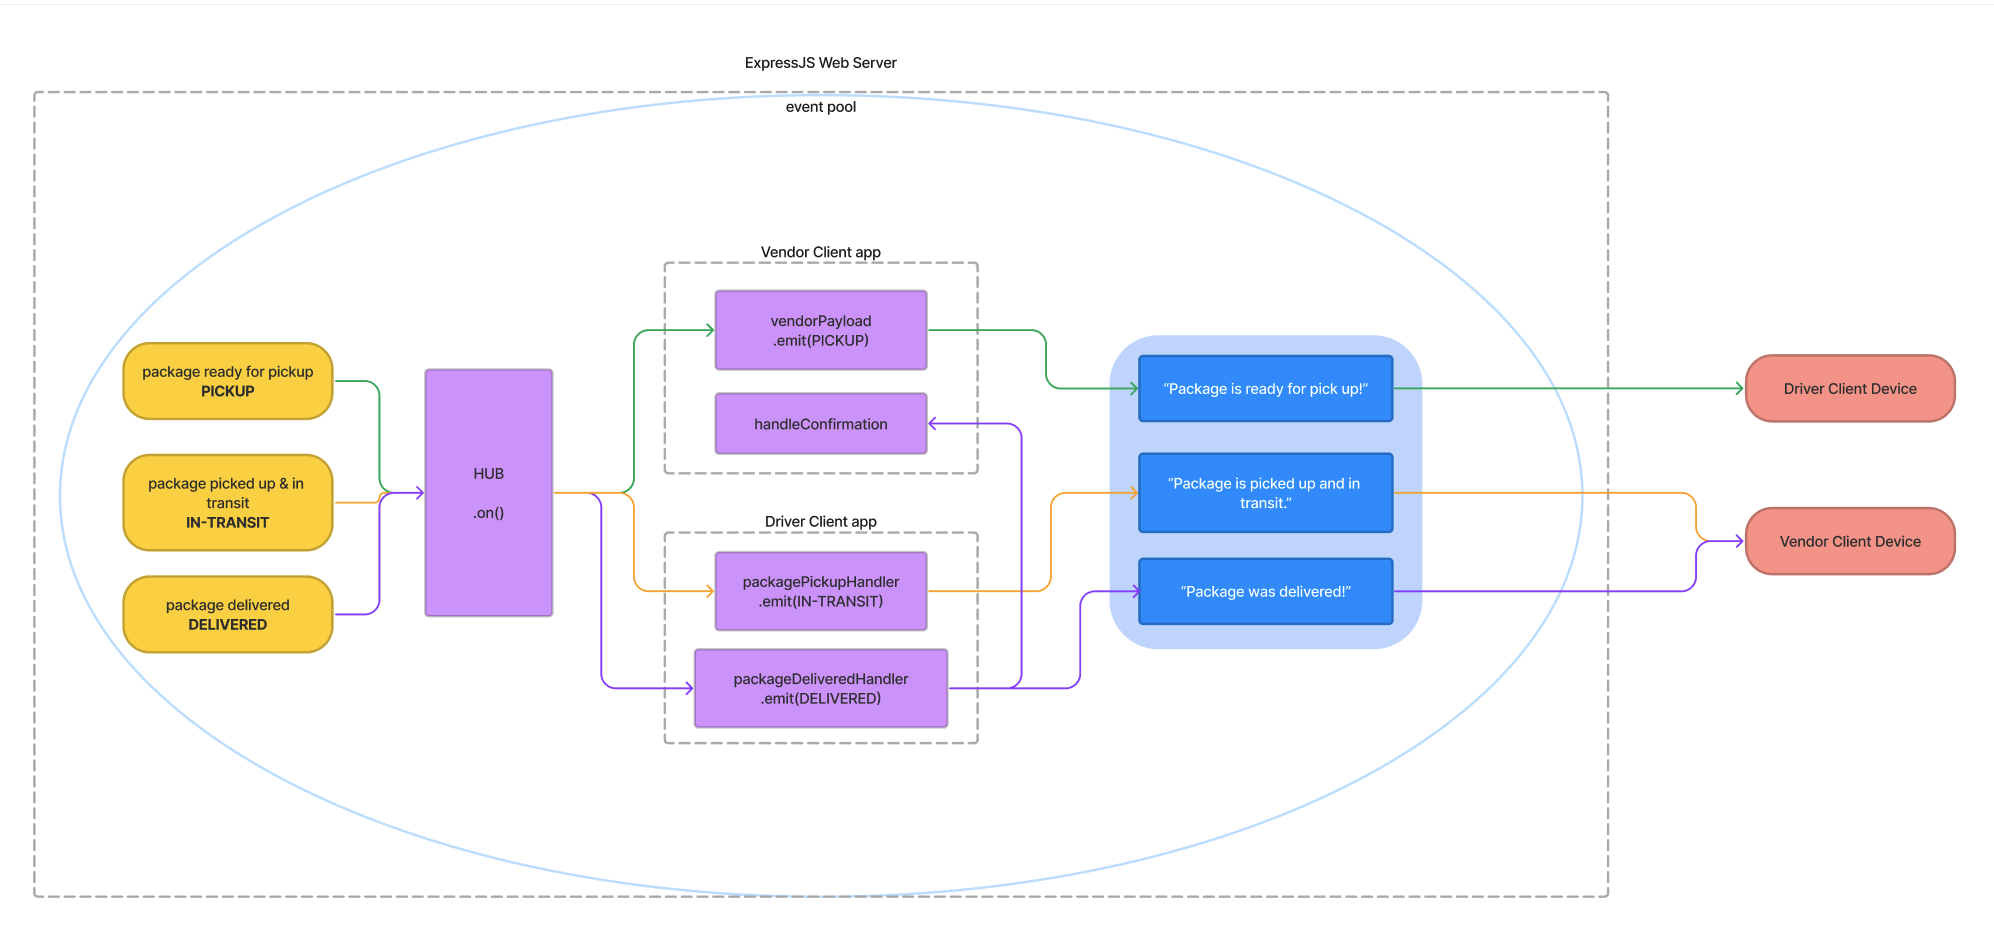 ExpressJS Web Server
event pool
package ready for pickup
PICKUP
package picked up & in
transit
IN-TRANSIT
package delivered
DELIVERED
HUB
.on()
Vendor Client app
vendorPayload
.emit(PICKUP)
handleConfirmation
Driver Client app
packagePickupHandler
.emit(IN-TRANSIT)
packageDeliveredHandler
.emit(DELIVERED)
“Package is ready for pick up!”
“Package is picked up and in
transit.”
“Package was delivered!”
Driver Client Device
Vendor Client Device